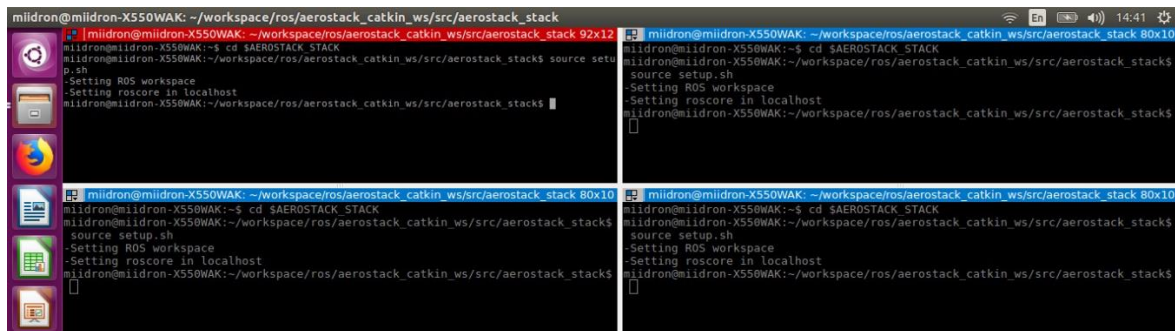 miidron@miidron-X550WAK: ~/workspace/ros/aerostack_catkin_ws/src/aerostack_stack
En
14:41
miidron@miidron-X550WAK: ~/workspace/ros/aerostack_catkin_ws/src/aerostack_stack 92x12
miidron@miidron-X550WAK:~$ cd $AEROSTACK_STACK
miidron@miidron-X550WAK:~/workspace/ros/aerostack_catkin_ws/src/aerostack_stack$ source setu
p.sh
-Setting ROS workspace
-Setting roscore in localhost
miidron@miidron-X550WAK:~/workspace/ros/aerostack_catkin_ws/src/aerostack_stack$
miidron@miidron-X550WAK: ~/workspace/ros/aerostack_catkin_ws/src/aerostack_stack 80x10
miidron@miidron-X550WAK:~$ cd $AEROSTACK_STACK
miidron@miidron-X550WAK:~/workspace/ros/aerostack_catkin_ws/src/aerostack_stack$
source setup.sh
-Setting ROS workspace
-Setting roscore in localhost
miidron@miidron-X550WAK:~/workspace/ros/aerostack_catkin_ws/src/aerostack_stack$
miidron@miidron-X550WAK: ~/workspace/ros/aerostack_catkin_ws/src/aerostack_stack 80x10
miidron@miidron-X550WAK:~$ cd $AEROSTACK_STACK
miidron@miidron-X550WAK:~/workspace/ros/aerostack_catkin_ws/src/aerostack_stack$
source setup.sh
-Setting ROS workspace
-Setting roscore in localhost
miidron@miidron-X550WAK:~/workspace/ros/aerostack_catkin_ws/src/aerostack_stack$
miidron@miidron-X550WAK: ~/workspace/ros/aerostack_catkin_ws/src/aerostack_stack 80x10
miidron@miidron-X550WAK:~$ cd $AEROSTACK_STACK
miidron@miidron-X550WAK:~/workspace/ros/aerostack_catkin_ws/src/aerostack_stack$
source setup.sh
-Setting ROS workspace
-Setting roscore in localhost
miidron@miidron-X550WAK:~/workspace/ros/aerostack_catkin_ws/src/aerostack_stack$